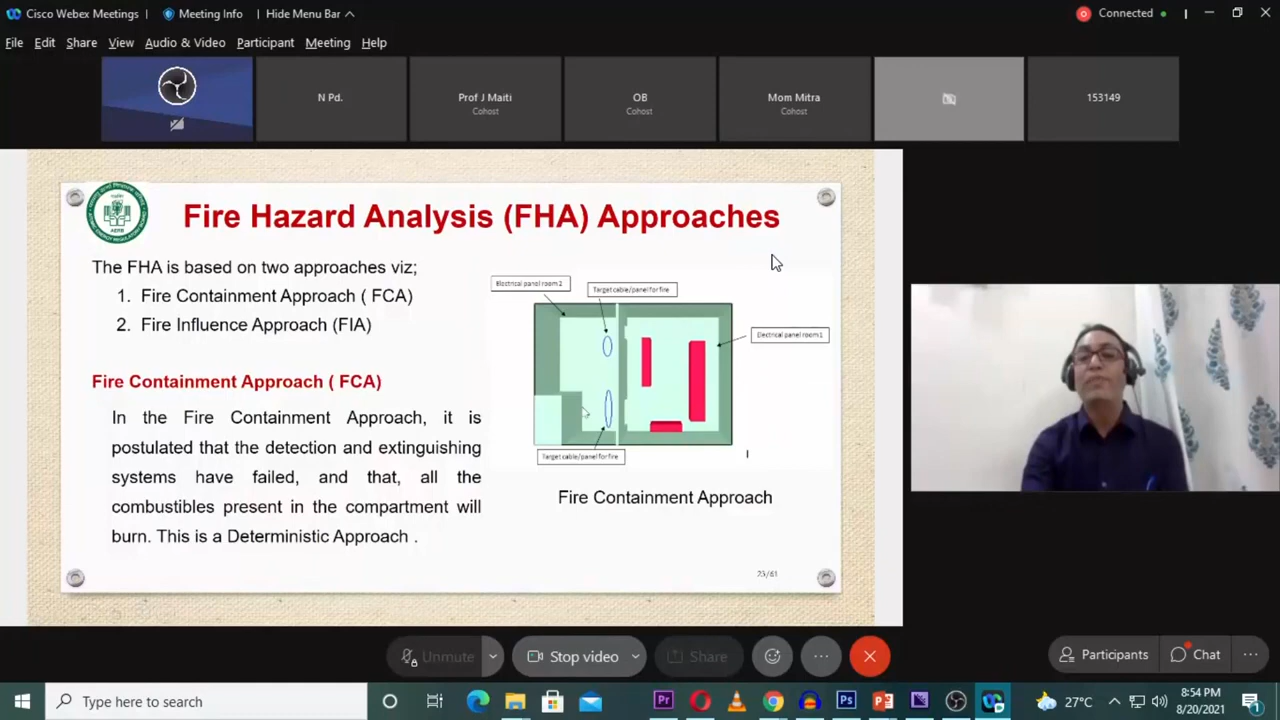 Cisco Webex Meetings | Meeting Info | Hide Menu Bar
Connected
File Edit Share View Audio & Video Participant Meeting Help
N Pd.
Prof J Maiti
Cohost
OB
Cohost
Mom Mitra
Cohost
153149
AERB
Fire Hazard Analysis (FHA) Approaches
The FHA is based on two approaches viz;
1. Fire Containment Approach ( FCA)
2. Fire Influence Approach (FIA)
Fire Containment Approach ( FCA)
In the Fire Containment Approach, it is
postulated that the detection and extinguishing
systems have failed, and that, all the
combustibles present in the compartment will
burn. This is a Deterministic Approach .
Electrical panel room 2
Target cable/panel for fire
Electrical panel room 1
Target cable/panel for fire
Fire Containment Approach
23/61
Unmute
Stop video
Share
Participants
Chat
Type here to search
Pr
Ps
27°C
8:54 PM
8/20/2021
1